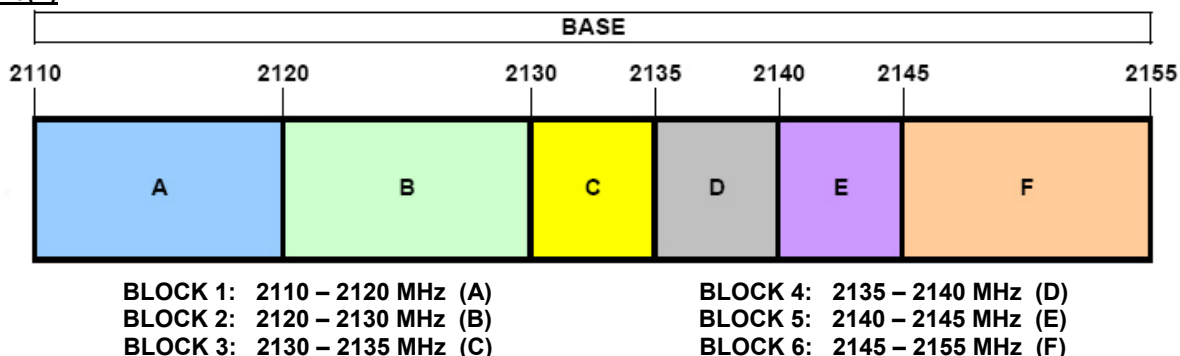 BASE
2110 2120 2130 2135 2140 2145 2155
A B C D E F
BLOCK 1: 2110 – 2120 MHz (A) BLOCK 4: 2135 – 2140 MHz (D)
BLOCK 2: 2120 – 2130 MHz (B) BLOCK 5: 2140 – 2145 MHz (E)
BLOCK 3: 2130 – 2135 MHz (C) BLOCK 6: 2145 – 2155 MHz (F)